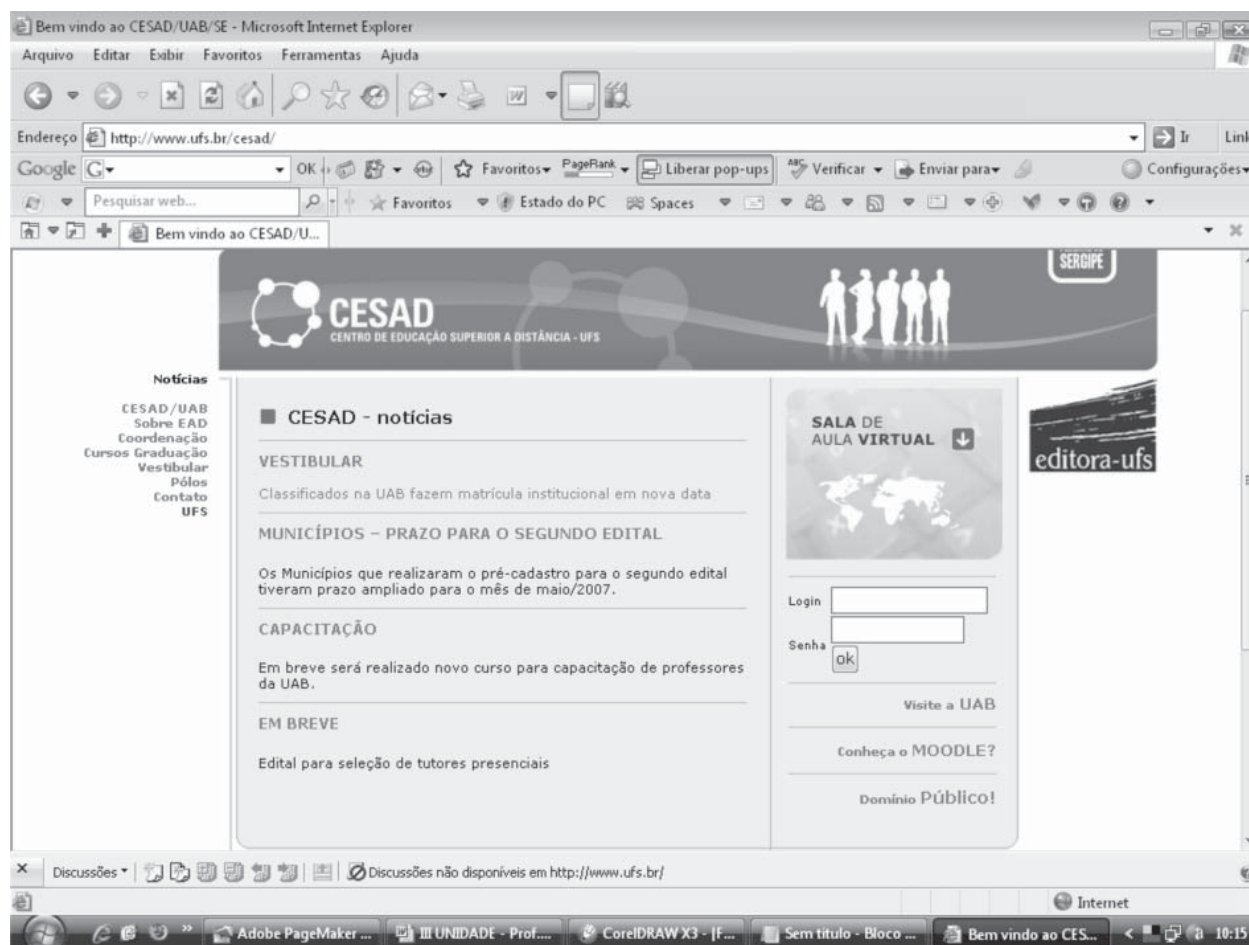 Bem vindo ao CESAD/UAB/SE - Microsoft Internet Explorer
Arquivo Editar Exibir Favoritos Ferramentas Ajuda
Endereço http://www.ufs.br/cesad/ Ir Link
Google G OK Favoritos PageRank Liberar pop-ups ABC Verificar Enviar para Configurações
Pesquisar web... Favoritos Estado do PC Spaces
Bem vindo ao CESAD/U...
SERGIPE
CESAD
CENTRO DE EDUCAÇÃO SUPERIOR A DISTÂNCIA - UFS
Notícias
CESAD/UAB
Sobre EAD
Coordenação
Cursos Graduação
Vestibular
Pólos
Contato
UFS
CESAD - notícias
VESTIBULAR
Classificados na UAB fazem matrícula institucional em nova data
MUNICÍPIOS – PRAZO PARA O SEGUNDO EDITAL
Os Municípios que realizaram o pré-cadastro para o segundo edital
tiveram prazo ampliado para o mês de maio/2007.
CAPACITAÇÃO
Em breve será realizado novo curso para capacitação de professores
da UAB.
EM BREVE
Edital para seleção de tutores presenciais
SALA DE
AULA VIRTUAL
Login
Senha
ok
Visite a UAB
Conheça o MOODLE?
Domínio Público!
editora-ufs
Discussões Discussões não disponíveis em http://www.ufs.br/
Internet
Adobe PageMaker ... III UNIDADE - Prof.... CorelDRAW X3 - [F... Sem título - Bloco ... Bem vindo ao CES... 10:15